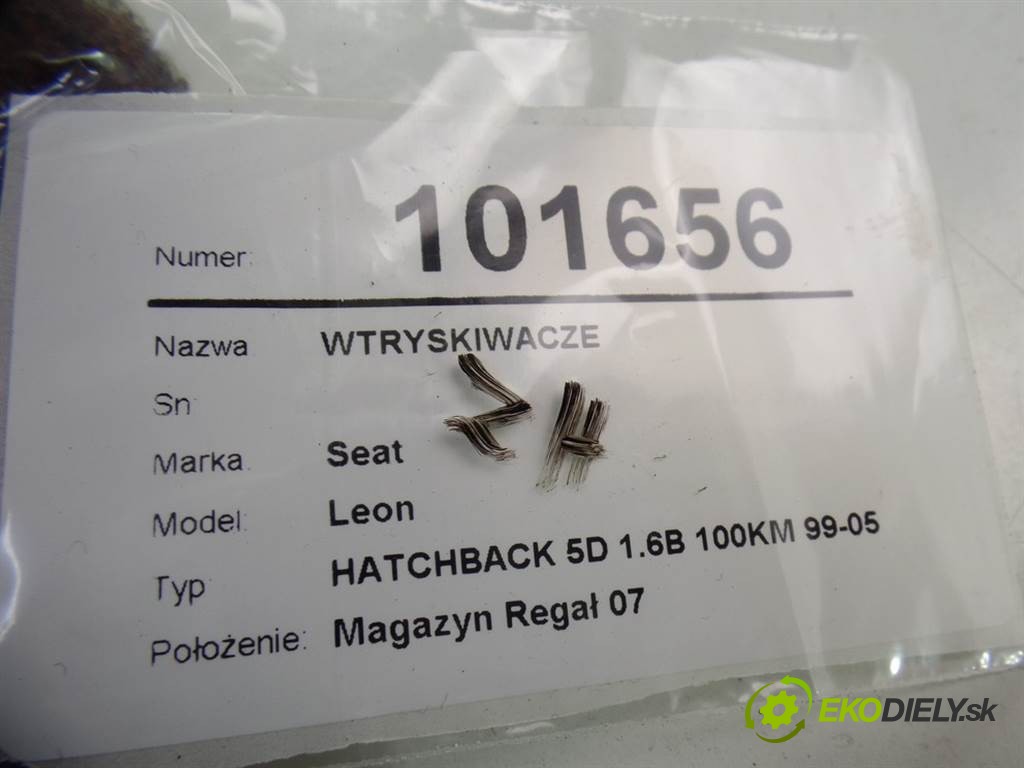 Numer: 101656
Nazwa WTRYSKIWACZE
Sn
Marka. Seat
Model: Leon
Typ HATCHBACK 5D 1.6B 100KM 99-05
Położenie: Magazyn Regał 07
EKODIELY.sk